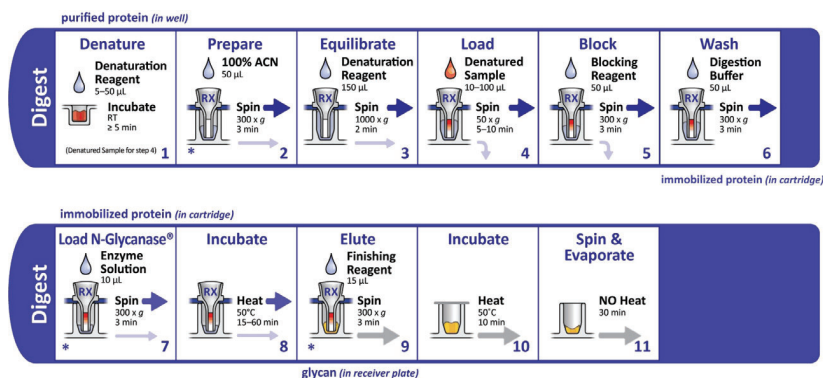 purified protein (in well)
Digest
Denature
Denaturation
Reagent
5–50 µL
Incubate
RT
≥ 5 min
(Denatured Sample for step 4)
1
Prepare
100% ACN
50 µL
RX
Spin
300 x g
3 min
*
2
Equilibrate
Denaturation
Reagent
150 µL
RX
Spin
1000 x g
2 min
3
Load
Denatured
Sample
10–100 µL
RX
Spin
50 x g
5–10 min
4
Block
Blocking
Reagent
50 µL
RX
Spin
300 x g
3 min
5
Wash
Digestion
Buffer
50 µL
RX
Spin
300 x g
3 min
6
immobilized protein (in cartridge)
immobilized protein (in cartridge)
Digest
Load N-Glycanase®
Enzyme
Solution
10 µL
RX
Spin
300 x g
3 min
*
7
Incubate
RX
Heat
50°C
15–60 min
8
Elute
Finishing
Reagent
15 µL
RX
Spin
300 x g
3 min
*
9
Incubate
Heat
50°C
10 min
10
Spin &
Evaporate
NO Heat
30 min
11
glycan (in receiver plate)